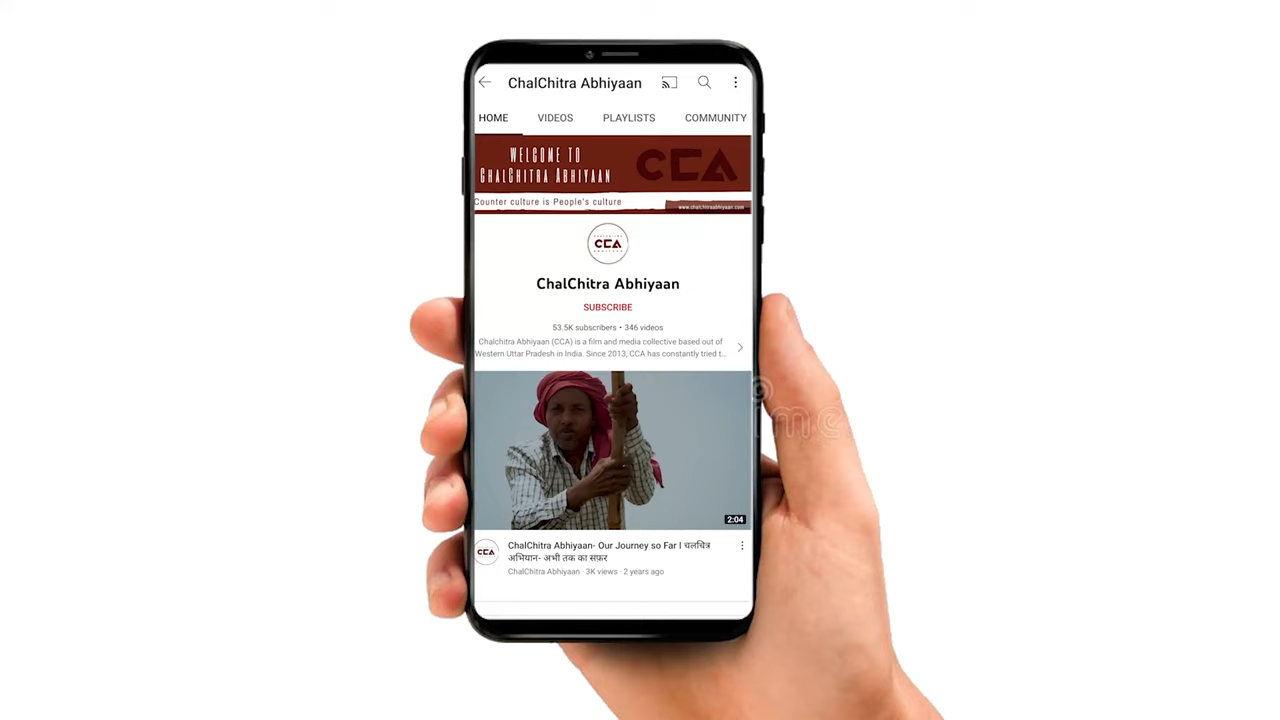 ChalChitra Abhiyaan
HOME VIDEOS PLAYLISTS COMMUNITY
WELCOME TO
CHALCHITRA ABHIYAAN
CCA
Counter culture is People's culture
www.chalchitraabhiyaan.com
CCA
ChalChitra Abhiyaan
SUBSCRIBE
53.5K subscribers • 346 videos
Chalchitra Abhiyaan (CCA) is a film and media collective based out of
Western Uttar Pradesh in India. Since 2013, CCA has constantly tried t...
2:04
CCA
ChalChitra Abhiyaan- Our Journey so Far I चलचित्र
अभियान- अभी तक का सफ़र
ChalChitra Abhiyaan · 3K views · 2 years ago